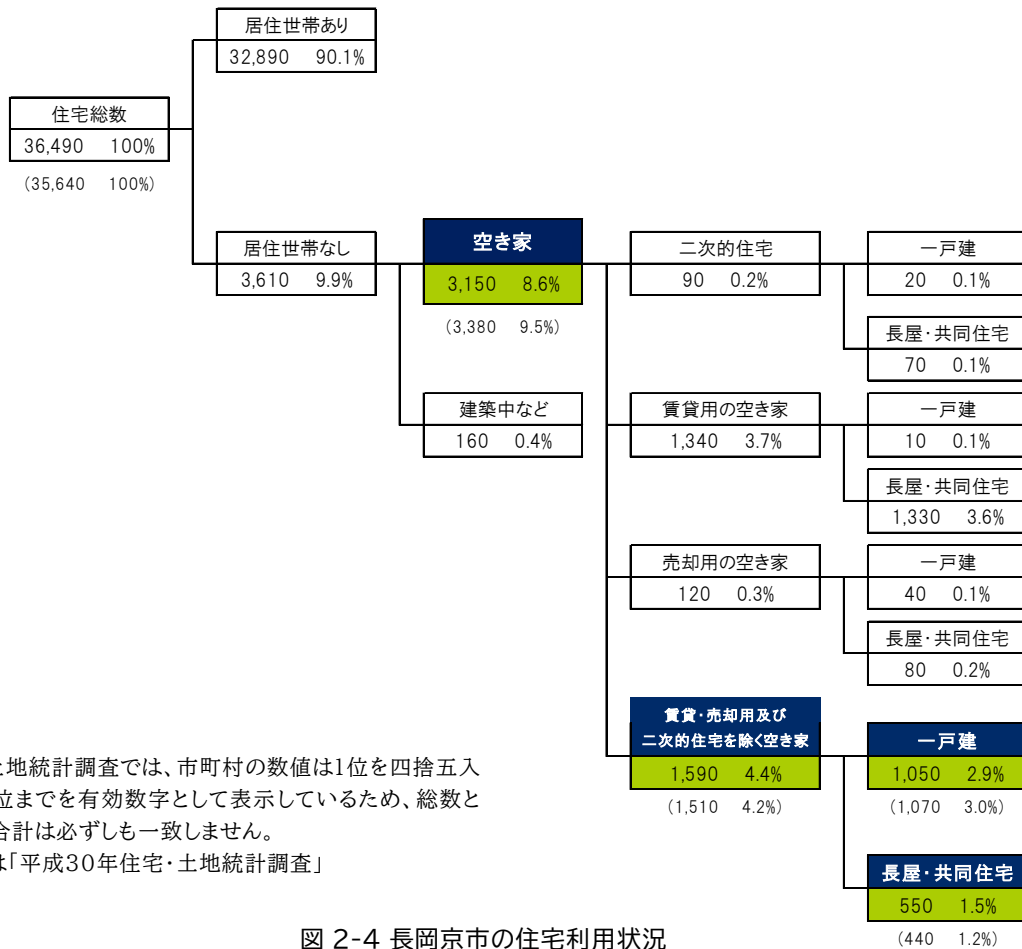 居住世帯あり
32,890 90.1%
住宅総数
36,490 100%
(35,640 100%)
居住世帯なし
3,610 9.9%
空き家
3,150 8.6%
(3,380 9.5%)
建築中など
160 0.4%
二次的住宅
90 0.2%
一戸建
20 0.1%
長屋・共同住宅
70 0.1%
賃貸用の空き家
1,340 3.7%
一戸建
10 0.1%
長屋・共同住宅
1,330 3.6%
売却用の空き家
120 0.3%
一戸建
40 0.1%
長屋・共同住宅
80 0.2%
賃貸・売却用及び
二次的住宅を除く空き家
1,590 4.4%
(1,510 4.2%)
一戸建
1,050 2.9%
(1,070 3.0%)
長屋・共同住宅
550 1.5%
(440 1.2%)
地統計調査では、市町村の数値は1位を四捨五入
位までを有効数字として表示しているため、総数と
合計は必ずしも一致しません。
は「平成30年住宅・土地統計調査」
図 2-4 長岡京市の住宅利用状況